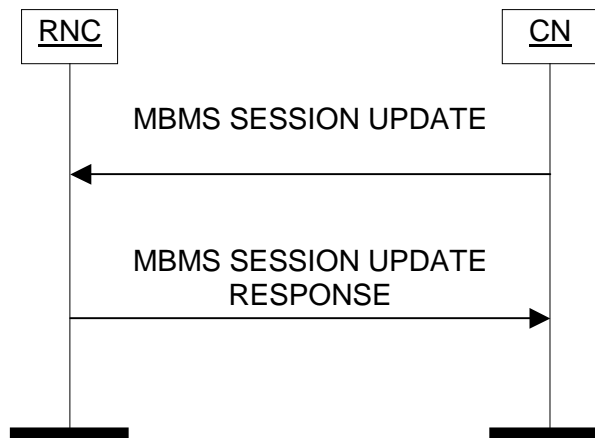 RNC
CN
MBMS SESSION UPDATE
MBMS SESSION UPDATE
RESPONSE